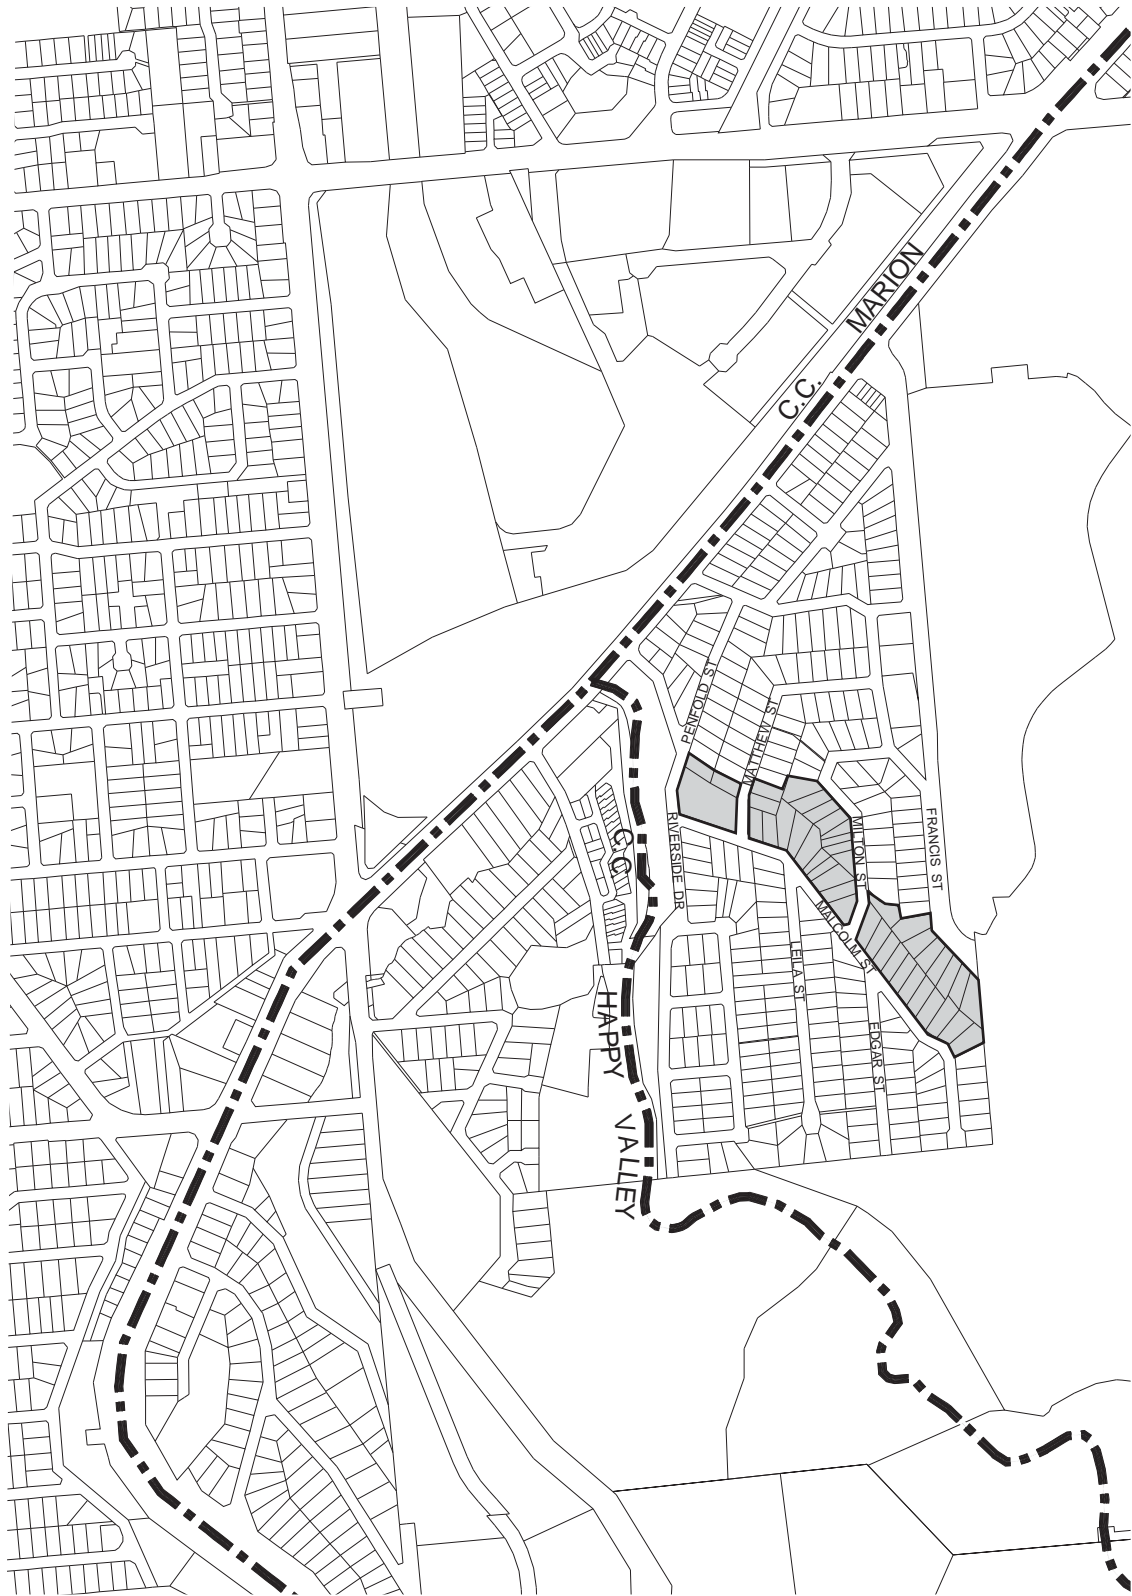 C.C. MARION
PENFOLD ST
MATTHEW ST
RIVERSIDE DR
MILTON ST
FRANCIS ST
MALCOLM ST
LEILA ST
EDGAR ST
C.C. HAPPY VALLEY